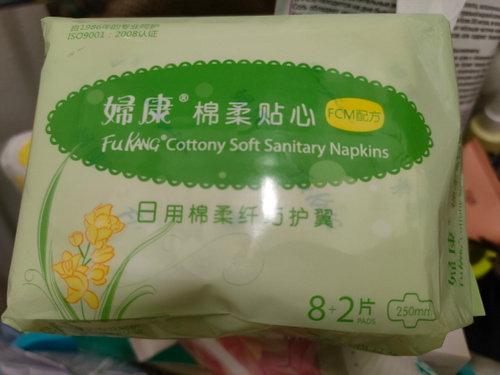 自1986年的专业呵护
ISO9001：2008认证
婦康® 棉柔贴心 FCM配方
FUKANG® Cottony Soft Sanitary Napkins
日用棉柔纤巧护翼
8+2片
PADS
250mm